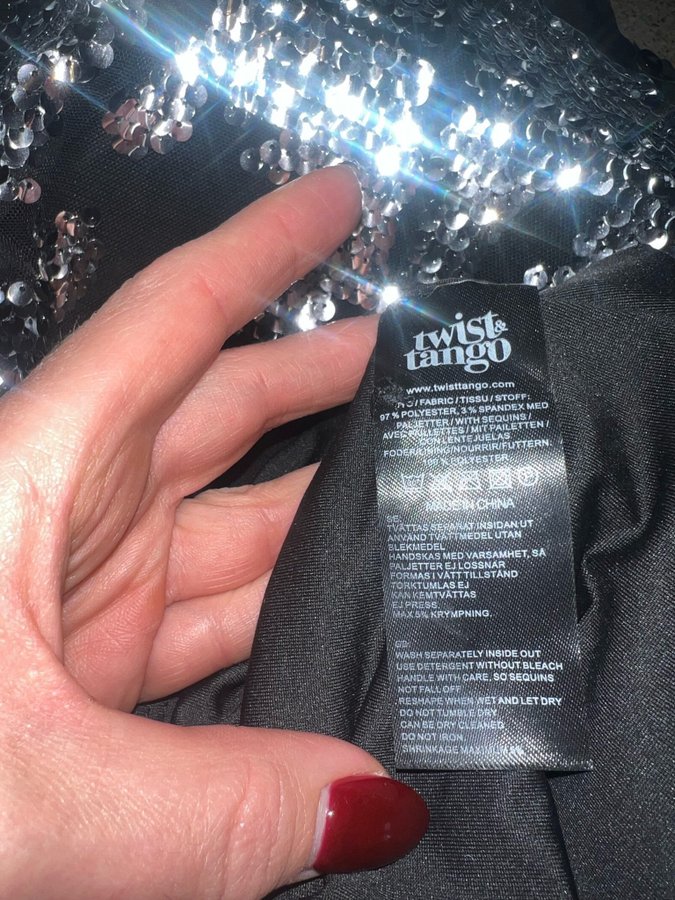 twist &
tango
www.twisttango.com
/ FABRIC / TISSU / STOFF:
97 % POLYESTER, 3 % SPANDEX MED
PALJETTER / WITH SEQUINS /
AVEC PAILLETTES / MIT PAILETTEN /
CON LENTEJUELAS
FODER/LINING/NOURRIR/FUTTERN:
100 % POLYESTER
MADE IN CHINA
SE:
TVÄTTAS SEPARAT INSIDAN UT
ANVÄND TVÄTTMEDEL UTAN
BLEKMEDEL
HANDSKAS MED VARSAMHET, SÅ
PALJETTER EJ LOSSNAR
FORMAS I VÅTT TILLSTÅND
TORKTUMLAS EJ
KAN KEMTVÄTTAS
EJ PRESS.
MAX 5% KRYMPNING.
GB:
WASH SEPARATELY INSIDE OUT
USE DETERGENT WITHOUT BLEACH
HANDLE WITH CARE, SO SEQUINS
NOT FALL OFF
RESHAPE WHEN WET AND LET DRY
DO NOT TUMBLE DRY
CAN BE DRY CLEANED
DO NOT IRON
SHRINKAGE MAXIMUM 5%